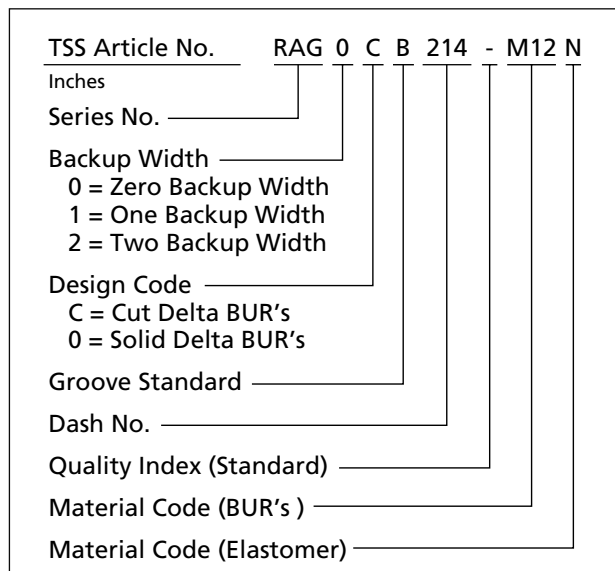 TSS Article No. RAG 0 C B 214 - M12 N
Inches
Series No.
Backup Width
0 = Zero Backup Width
1 = One Backup Width
2 = Two Backup Width
Design Code
C = Cut Delta BUR's
0 = Solid Delta BUR's
Groove Standard
Dash No.
Quality Index (Standard)
Material Code (BUR's )
Material Code (Elastomer)